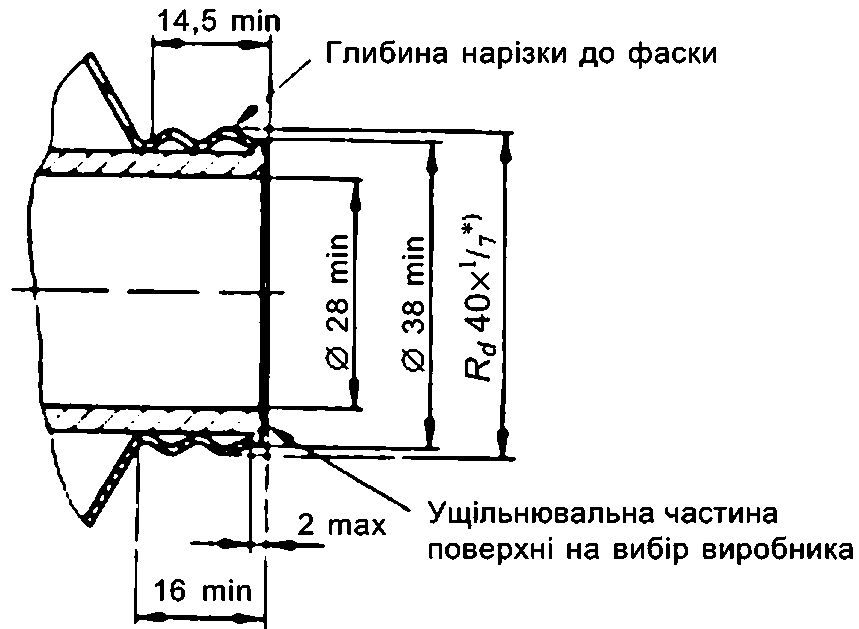 14,5 min
Глибина нарізки до фаски
Ø 28 min
Ø 38 min
Rd 40×1/7*)
2 max
Ущільнювальна частина
поверхні на вибір виробника
16 min